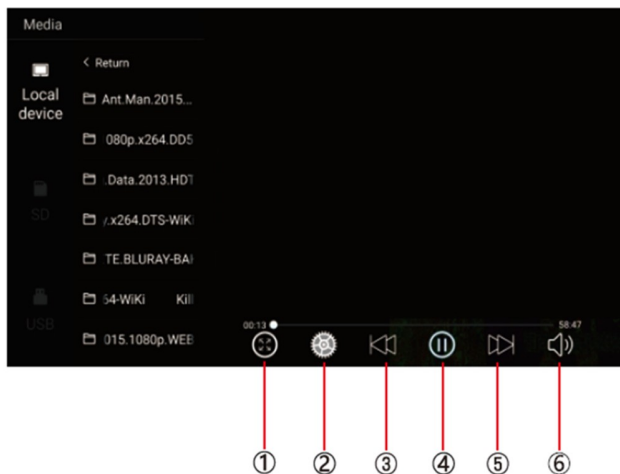 Media
Return
Local
device
Ant.Man.2015...
080p.x264.DD5
.Data.2013.HDT
y.x264.DTS-WiKi
SD
TE.BLURAY-BAI
64-WiKi Kill
USB
015.1080p.WEB
00:13
58:47
① ② ③ ④ ⑤ ⑥